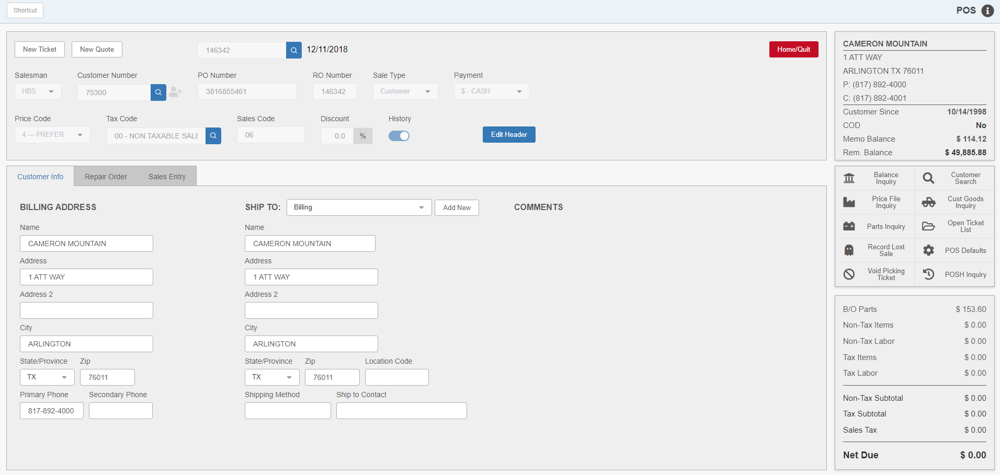 Shortcut
POS
New Ticket
New Quote
146342
12/11/2018
Home/Quit
Salesman
Customer Number
PO Number
RO Number
Sale Type
Payment
HBS
75300
3816855461
146342
Customer
$ - CASH
Price Code
Tax Code
Sales Code
Discount
History
4 — PREFER
00 - NON TAXABLE SALE
06
0.0
%
Edit Header
CAMERON MOUNTAIN
1 ATT WAY
ARLINGTON TX 76011
P: (817) 892-4000
C: (817) 892-4001
Customer Since 10/14/1998
COD No
Memo Balance $ 114.12
Rem. Balance $ 49,885.88
Customer Info
Repair Order
Sales Entry
BILLING ADDRESS
Name
CAMERON MOUNTAIN
Address
1 ATT WAY
Address 2
City
ARLINGTON
State/Province Zip
TX 76011
Primary Phone Secondary Phone
817-892-4000
SHIP TO: Billing Add New
Name
CAMERON MOUNTAIN
Address
1 ATT WAY
Address 2
City
ARLINGTON
State/Province Zip Location Code
TX 76011
Shipping Method Ship to Contact
COMMENTS
Balance
Inquiry
Customer
Search
Price File
Inquiry
Cust Goods
Inquiry
Parts Inquiry
Open Ticket
List
Record Lost
Sale
POS Defaults
Void Picking
Ticket
POSH Inquiry
B/O Parts $ 153.60
Non-Tax Items $ 0.00
Non-Tax Labor $ 0.00
Tax Items $ 0.00
Tax Labor $ 0.00
Non-Tax Subtotal $ 0.00
Tax Subtotal $ 0.00
Sales Tax $ 0.00
Net Due $ 0.00